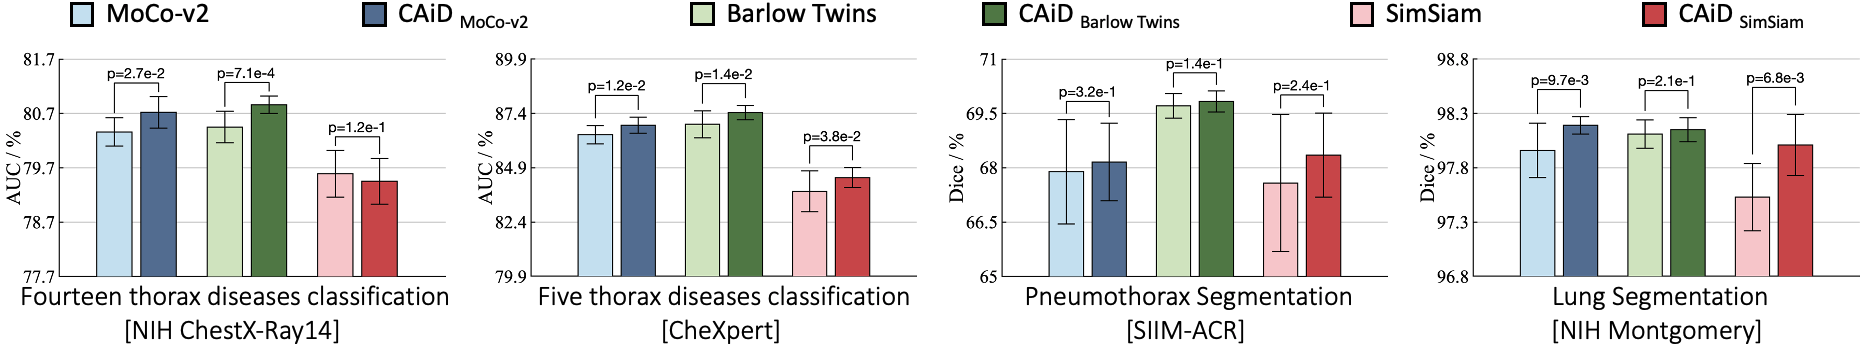 MoCo-v2 CAiD MoCo-v2 Barlow Twins CAiD Barlow Twins SimSiam CAiD SimSiam
AUC / %
81.7
80.7
79.7
78.7
77.7
p=2.7e-2
p=7.1e-4
p=1.2e-1
Fourteen thorax diseases classification
[NIH ChestX-Ray14]
AUC / %
89.9
87.4
84.9
82.4
79.9
p=1.2e-2
p=1.4e-2
p=3.8e-2
Five thorax diseases classification
[CheXpert]
Dice / %
71
69.5
68
66.5
65
p=3.2e-1
p=1.4e-1
p=2.4e-1
Pneumothorax Segmentation
[SIIM-ACR]
Dice / %
98.8
98.3
97.8
97.3
96.8
p=9.7e-3
p=2.1e-1
p=6.8e-3
Lung Segmentation
[NIH Montgomery]